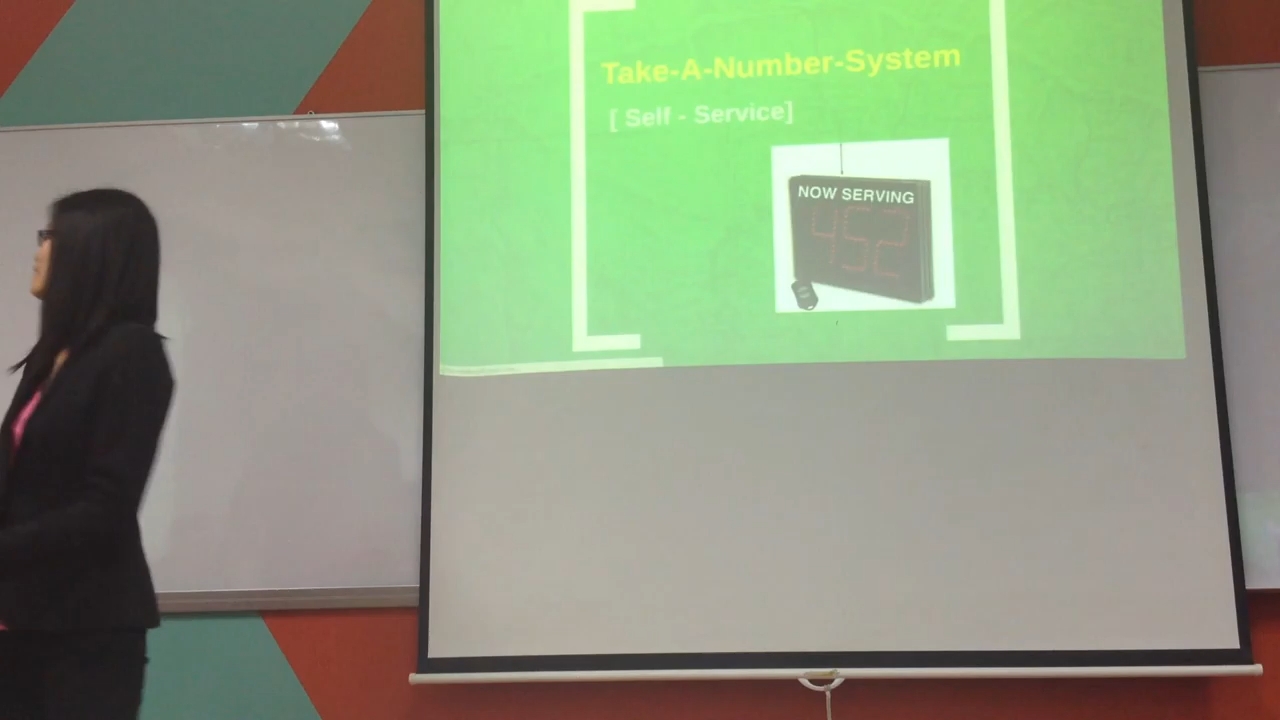 Take-A-Number-System
[ Self - Service]
NOW SERVING
452